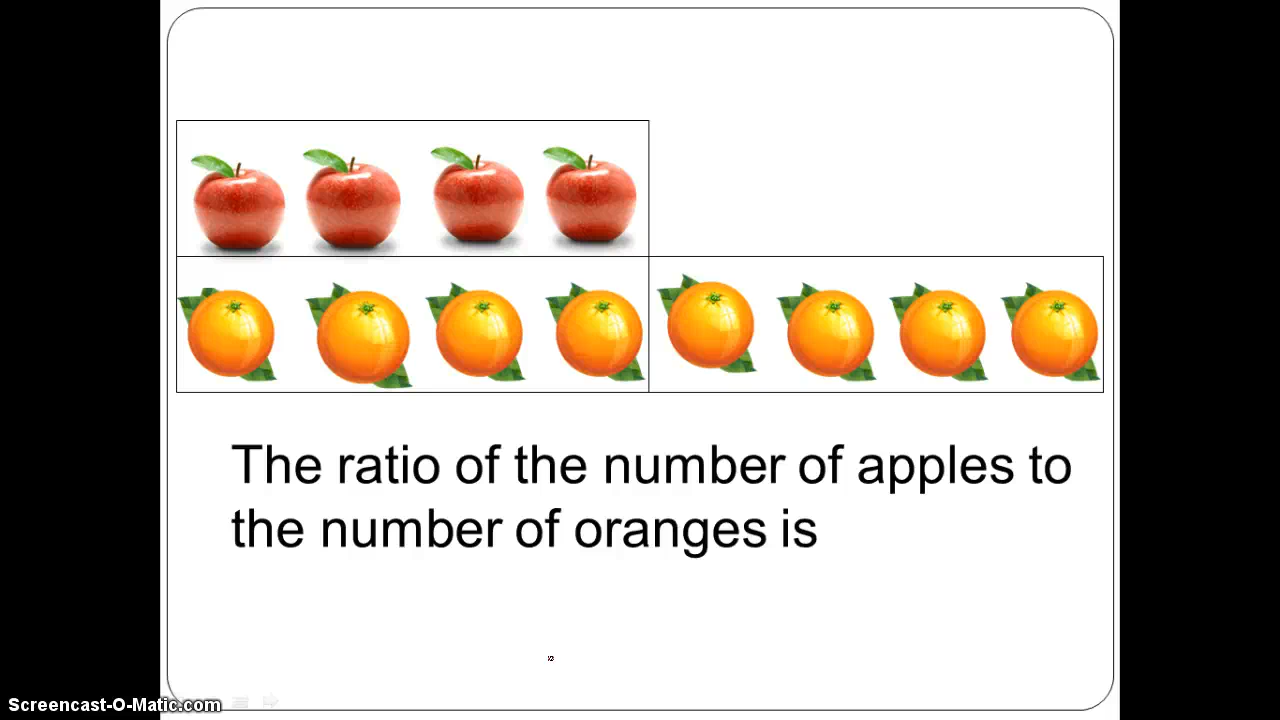 The ratio of the number of apples to
the number of oranges is
Screencast-O-Matic.com